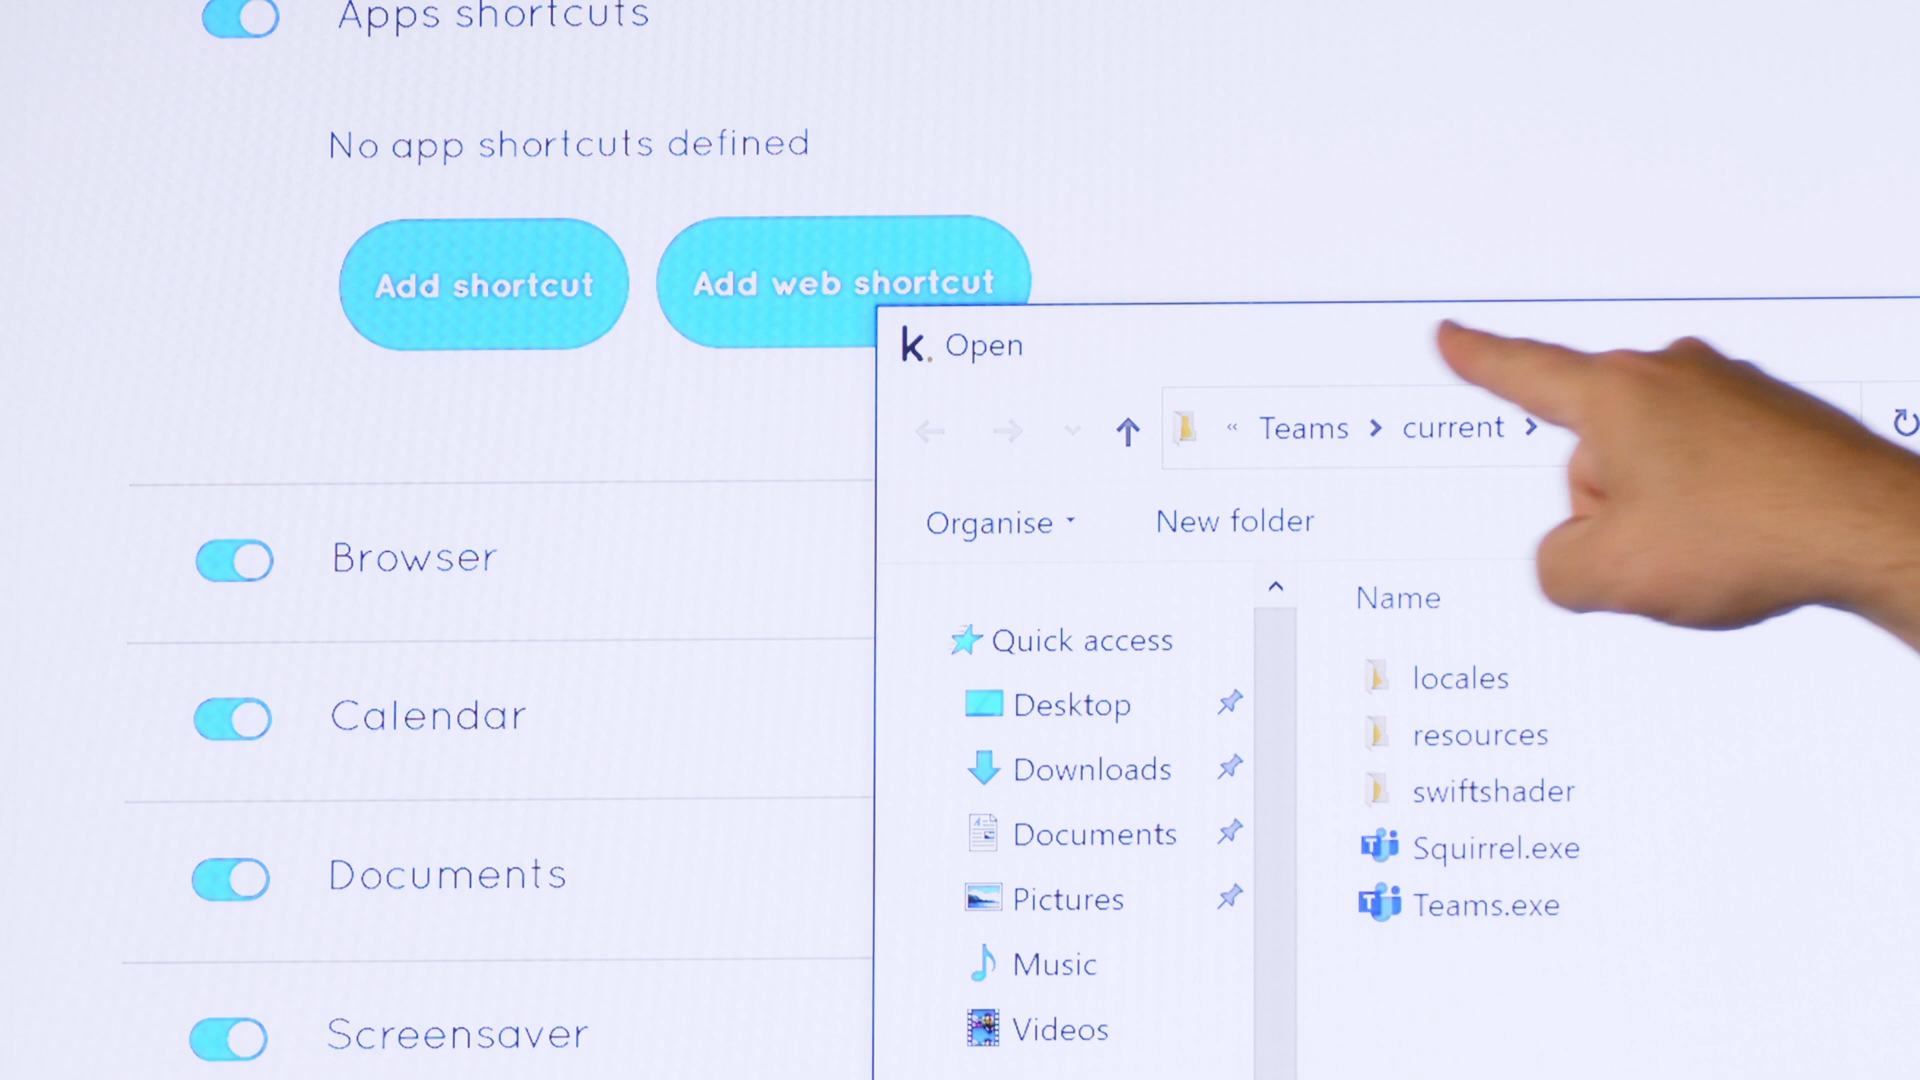 Apps shortcuts
No app shortcuts defined
Add shortcut
Add web shortcut
Browser
Calendar
Documents
Screensaver
k. Open
« Teams > current >
Organise
New folder
Quick access
Desktop
Downloads
Documents
Pictures
Music
Videos
Name
locales
resources
swiftshader
Squirrel.exe
Teams.exe